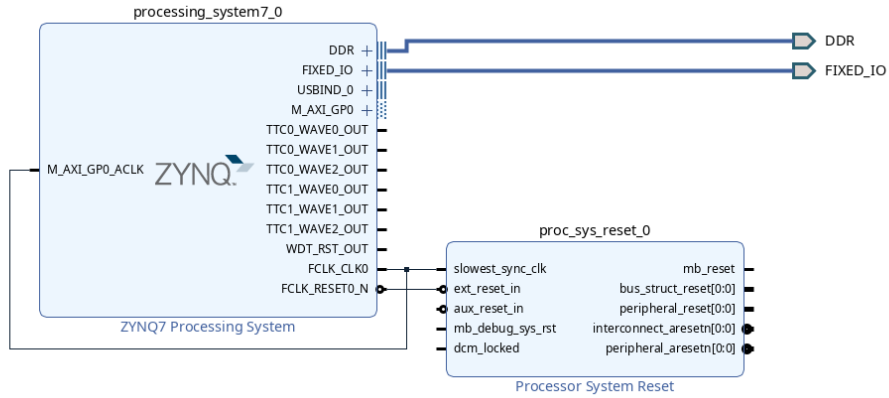 processing_system7_0
DDR
FIXED_IO
USBIND_0
M_AXI_GP0
TTC0_WAVE0_OUT
TTC0_WAVE1_OUT
TTC0_WAVE2_OUT
TTC1_WAVE0_OUT
TTC1_WAVE1_OUT
TTC1_WAVE2_OUT
WDT_RST_OUT
FCLK_CLK0
FCLK_RESET0_N
M_AXI_GP0_ACLK
ZYNQ
ZYNQ7 Processing System
DDR
FIXED_IO
proc_sys_reset_0
slowest_sync_clk
ext_reset_in
aux_reset_in
mb_debug_sys_rst
dcm_locked
mb_reset
bus_struct_reset[0:0]
peripheral_reset[0:0]
interconnect_aresetn[0:0]
peripheral_aresetn[0:0]
Processor System Reset